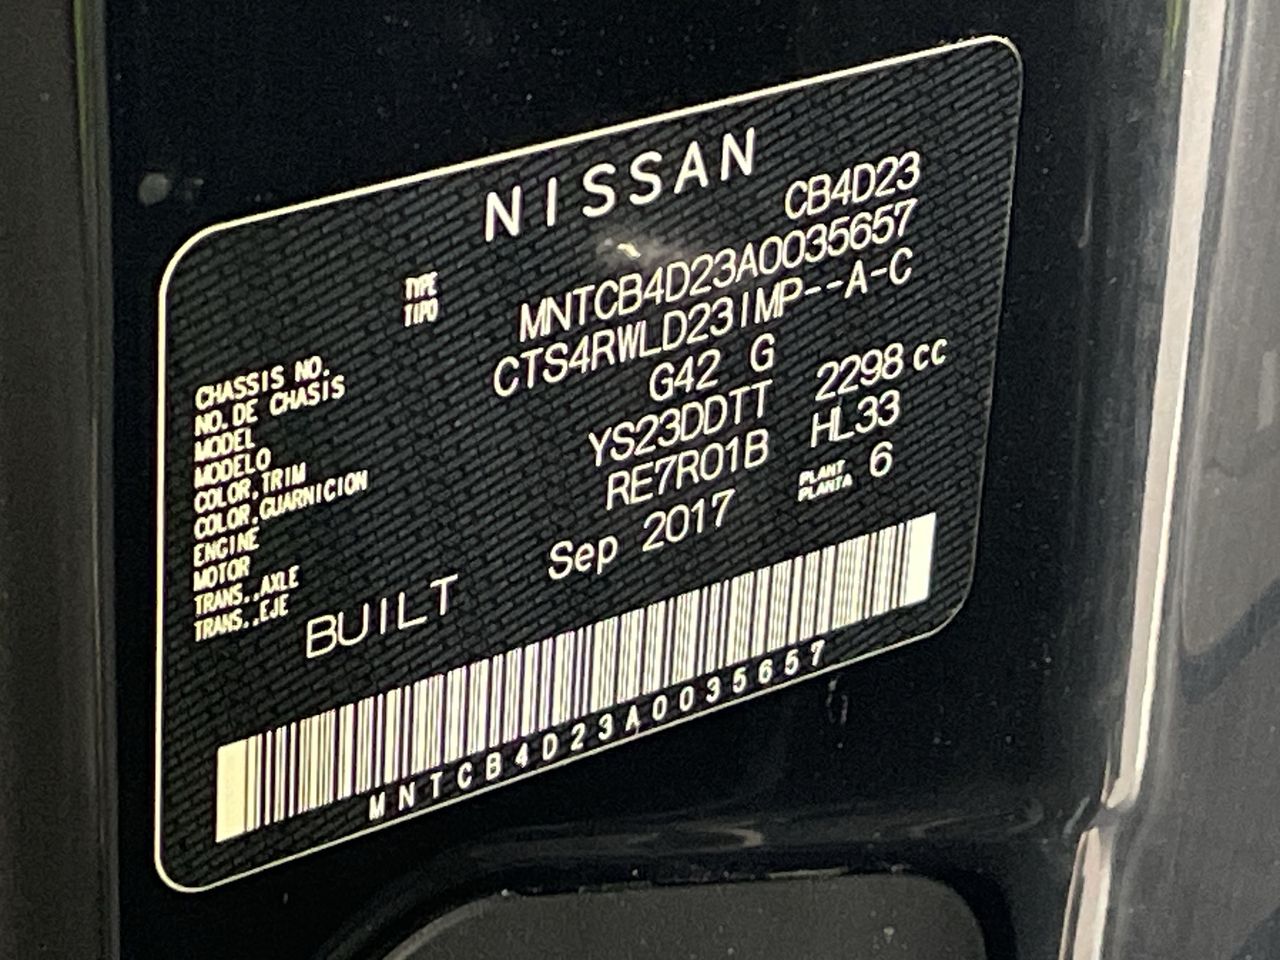 NISSAN
TYPE CB4D23
TIPO
CHASSIS NO. MNTCB4D23A0035657
NO. DE CHASIS
MODEL CTS4RWLD23IMP--A-C
MODELO
COLOR, TRIM G42 G
COLOR, GUARNICION
ENGINE YS23DDTT 2298 cc
MOTOR
TRANS., AXLE RE7R01B HL33
TRANS., EJE
PLANT 6
PLANTA
BUILT Sep 2017
MNTCB4D23A0035657